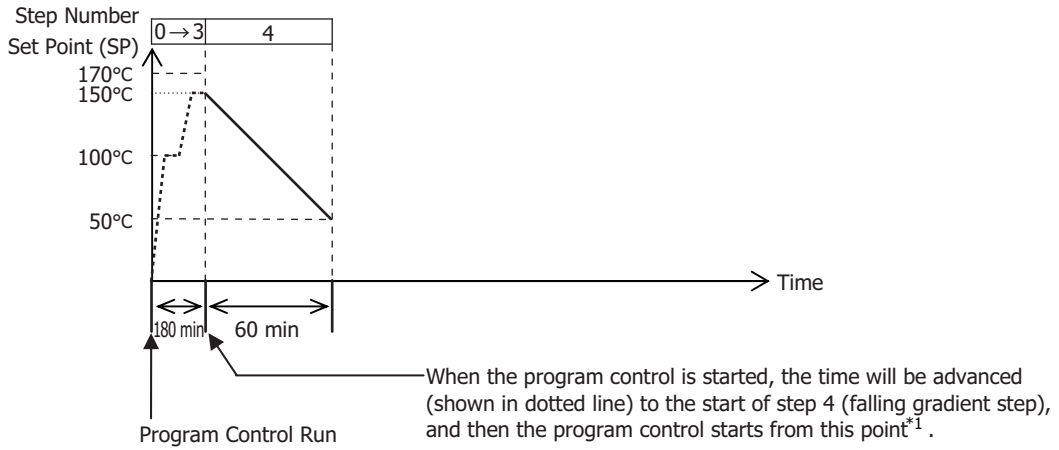 Step Number
0→3 4
Set Point (SP)
170°C
150°C
100°C
50°C
Time
180 min 60 min
When the program control is started, the time will be advanced
(shown in dotted line) to the start of step 4 (falling gradient step),
and then the program control starts from this point*1 .
Program Control Run